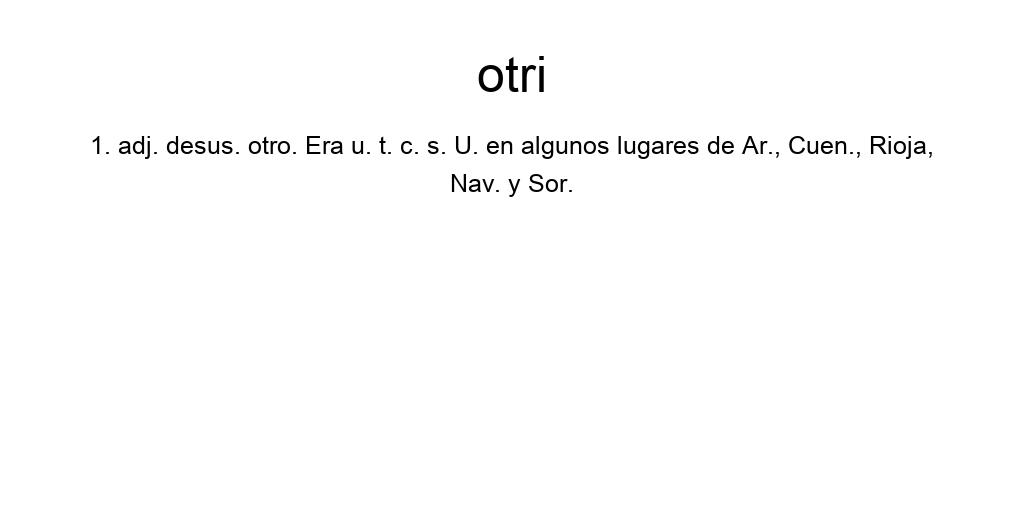 otri
1. adj. desus. otro. Era u. t. c. s. U. en algunos lugares de Ar., Cuen., Rioja,
Nav. y Sor.